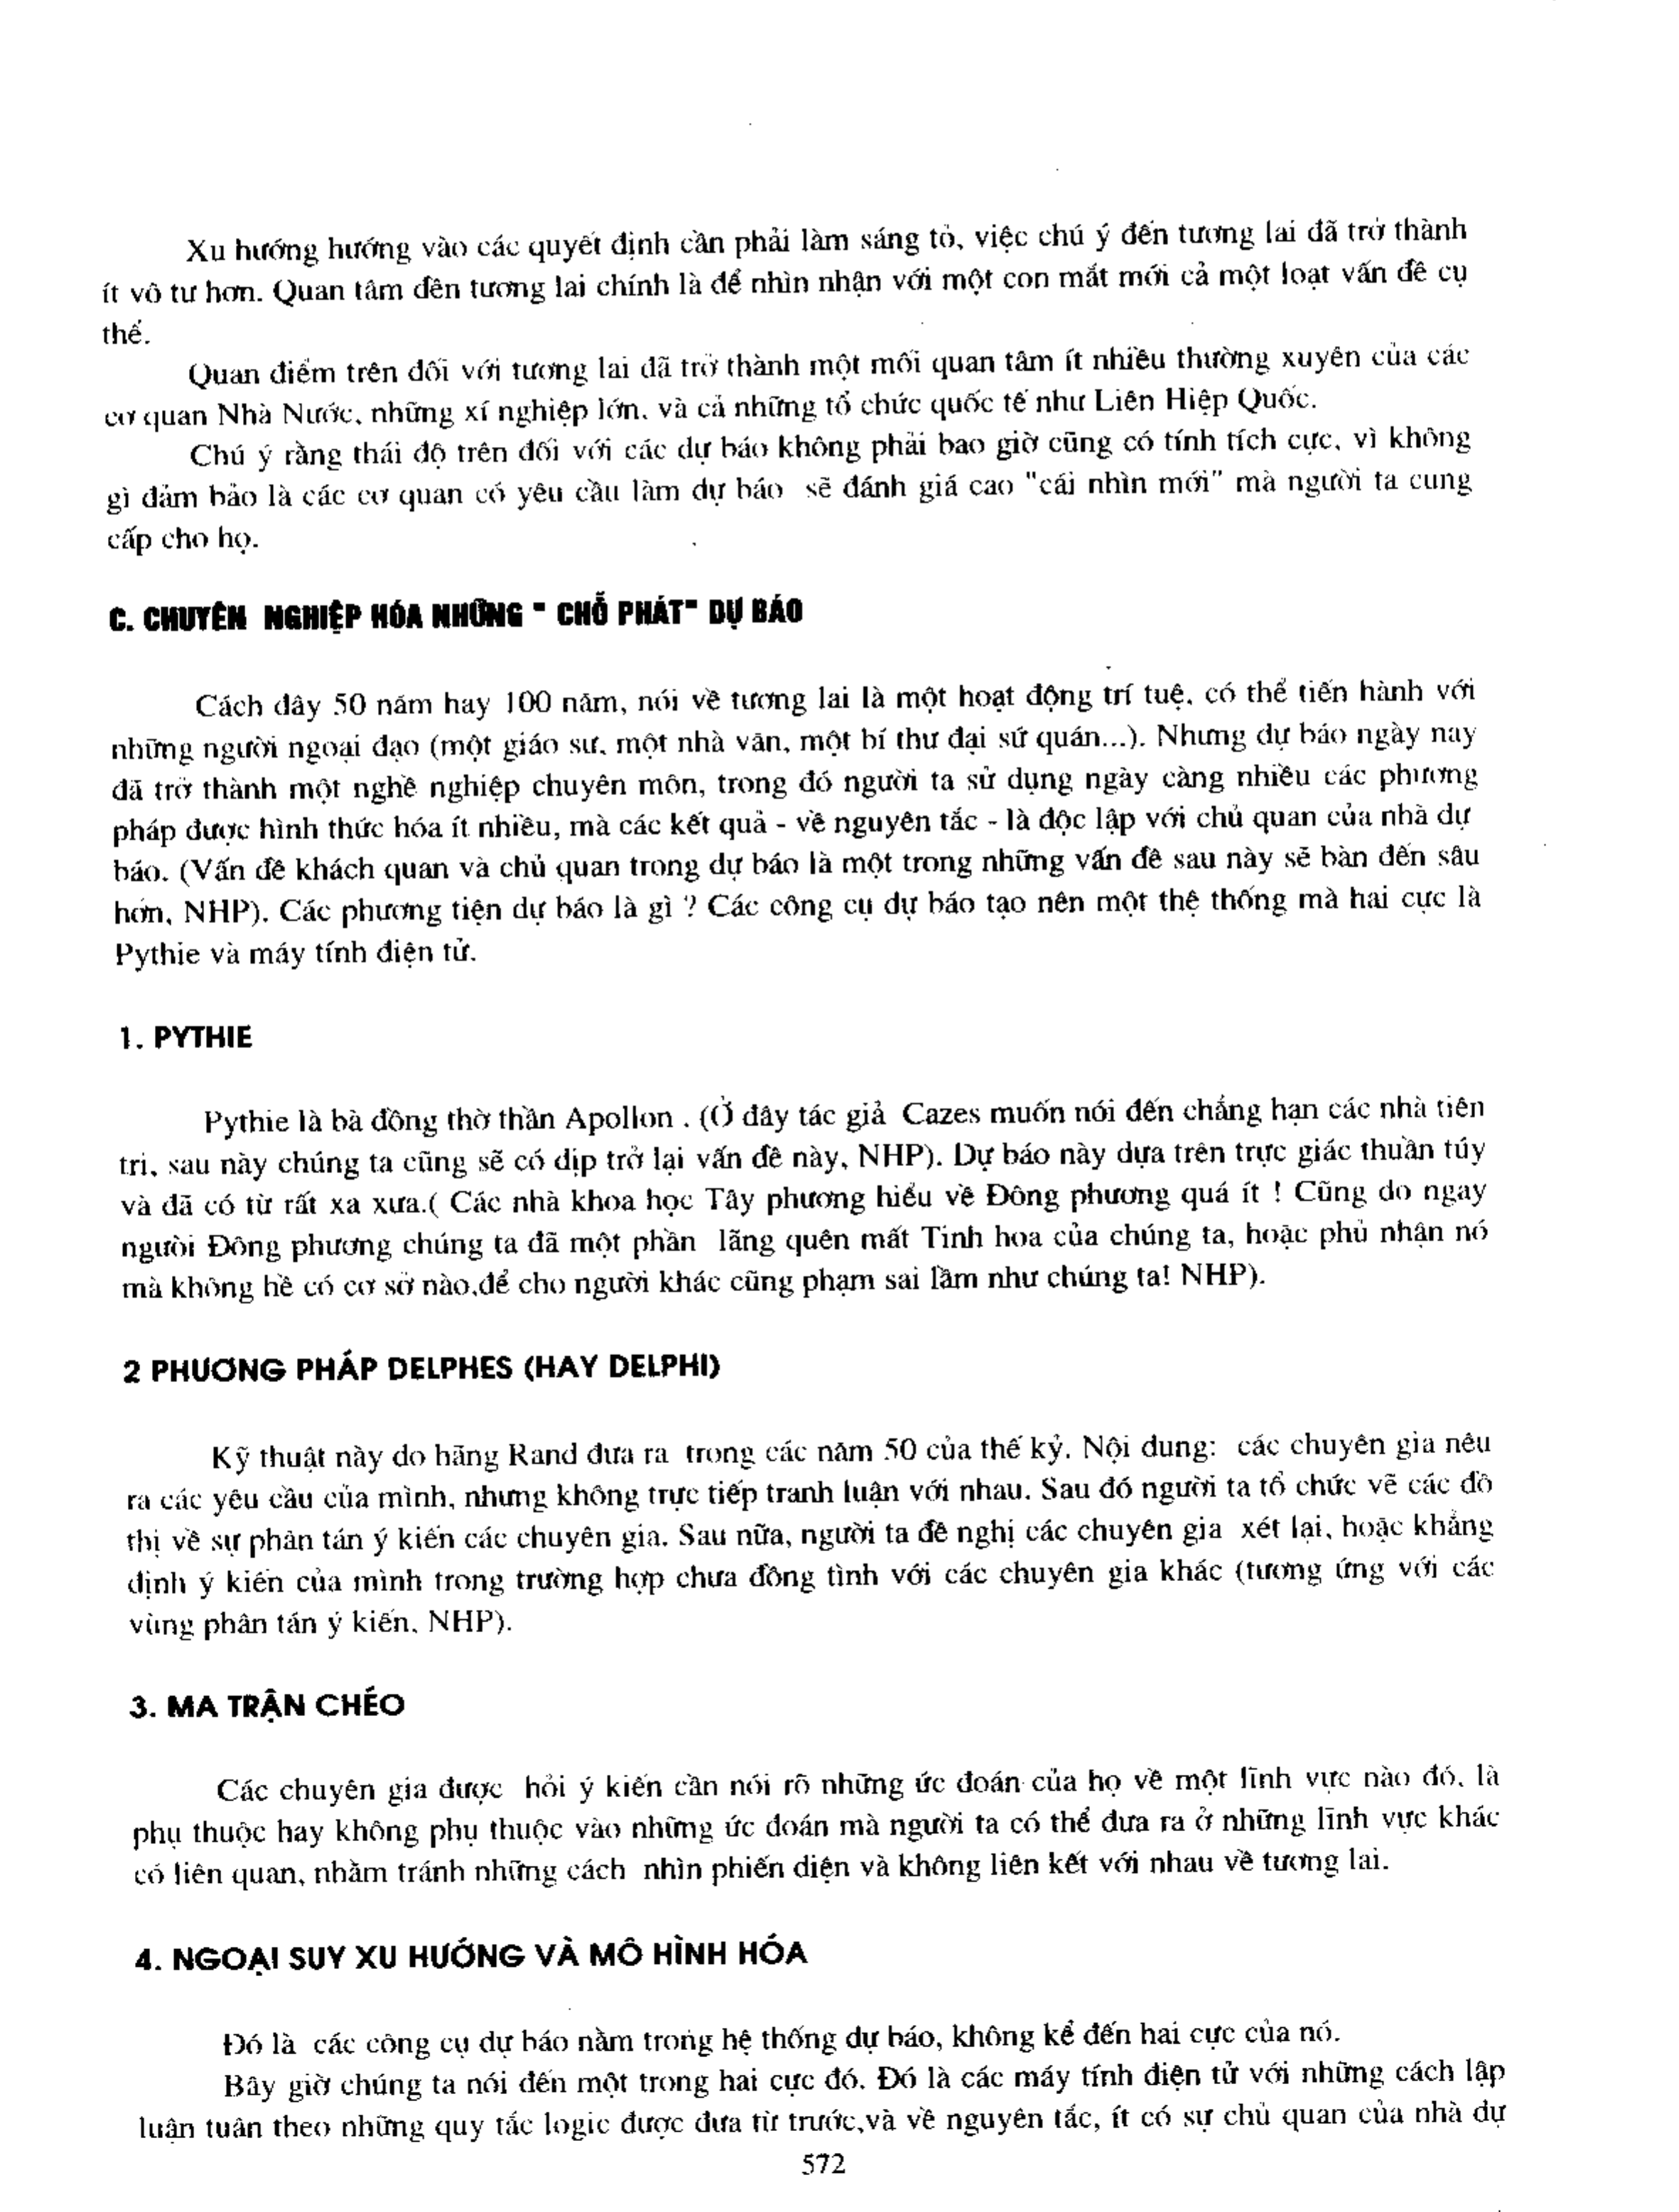 Xu hướng hướng vào các quyết định cần phải làm sáng tỏ, việc chú ý đến tương lai đã trở thành
ít vô tư hơn. Quan tâm đến tương lai chính là để nhìn nhận với một con mắt mới cả một loạt vấn đề cụ
thể.
Quan điểm trên đối với tương lai đã trở thành một mối quan tâm ít nhiều thường xuyên của các
cơ quan Nhà Nước, những xí nghiệp lớn, và cả những tổ chức quốc tế như Liên Hiệp Quốc.
Chú ý rằng thái độ trên đối với các dự báo không phải bao giờ cũng có tính tích cực, vì không
gì đảm bảo là các cơ quan có yêu cầu làm dự báo sẽ đánh giá cao "cái nhìn mới" mà người ta cung
cấp cho họ.
C. CHUYÊN NGHIỆP HÓA NHỮNG " CHỖ PHÁT" DỰ BÁO
Cách đây 50 năm hay 100 năm, nói về tương lai là một hoạt động trí tuệ, có thể tiến hành với
những người ngoại đạo (một giáo sư, một nhà văn, một bí thư đại sứ quán...). Nhưng dự báo ngày nay
đã trở thành một nghề nghiệp chuyên môn, trong đó người ta sử dụng ngày càng nhiều các phương
pháp được hình thức hóa ít nhiều, mà các kết quả - về nguyên tắc - là độc lập với chủ quan của nhà dự
báo. (Vấn đề khách quan và chủ quan trong dự báo là một trong những vấn đề sau này sẽ bàn đến sâu
hơn, NHP). Các phương tiện dự báo là gì ? Các công cụ dự báo tạo nên một thệ thống mà hai cực là
Pythie và máy tính điện tử.
1. PYTHIE
Pythie là bà đồng thờ thần Apollon . (Ở đây tác giả Cazes muốn nói đến chẳng hạn các nhà tiên
tri, sau này chúng ta cũng sẽ có dịp trở lại vấn đề này, NHP). Dự báo này dựa trên trực giác thuần túy
và đã có từ rất xa xưa.( Các nhà khoa học Tây phương hiểu về Đông phương quá ít ! Cũng do ngay
người Đông phương chúng ta đã một phần lãng quên mất Tinh hoa của chúng ta, hoặc phủ nhận nó
mà không hề có cơ sở nào,để cho người khác cũng phạm sai lầm như chúng ta! NHP).
2 PHƯƠNG PHÁP DELPHES (HAY DELPHI)
Kỹ thuật này do hãng Rand đưa ra trong các năm 50 của thế kỷ. Nội dung: các chuyên gia nêu
ra các yêu cầu của mình, nhưng không trực tiếp tranh luận với nhau. Sau đó người ta tổ chức vẽ các đồ
thị về sự phân tán ý kiến các chuyên gia. Sau nữa, người ta đề nghị các chuyên gia xét lại, hoặc khẳng
định ý kiến của mình trong trường hợp chưa đồng tình với các chuyên gia khác (tương ứng với các
vùng phân tán ý kiến, NHP).
3. MA TRẬN CHÉO
Các chuyên gia được hỏi ý kiến cần nói rõ những ức đoán của họ về một lĩnh vực nào đó, là
phụ thuộc hay không phụ thuộc vào những ức đoán mà người ta có thể đưa ra ở những lĩnh vực khác
có liên quan, nhằm tránh những cách nhìn phiến diện và không liên kết với nhau về tương lai.
4. NGOẠI SUY XU HƯỚNG VÀ MÔ HÌNH HÓA
Đó là các công cụ dự báo nằm trong hệ thống dự báo, không kể đến hai cực của nó.
Bây giờ chúng ta nói đến một trong hai cực đó. Đó là các máy tính điện tử với những cách lập
luận tuân theo những quy tắc logic được đưa từ trước,và về nguyên tắc, ít có sự chủ quan của nhà dự
572